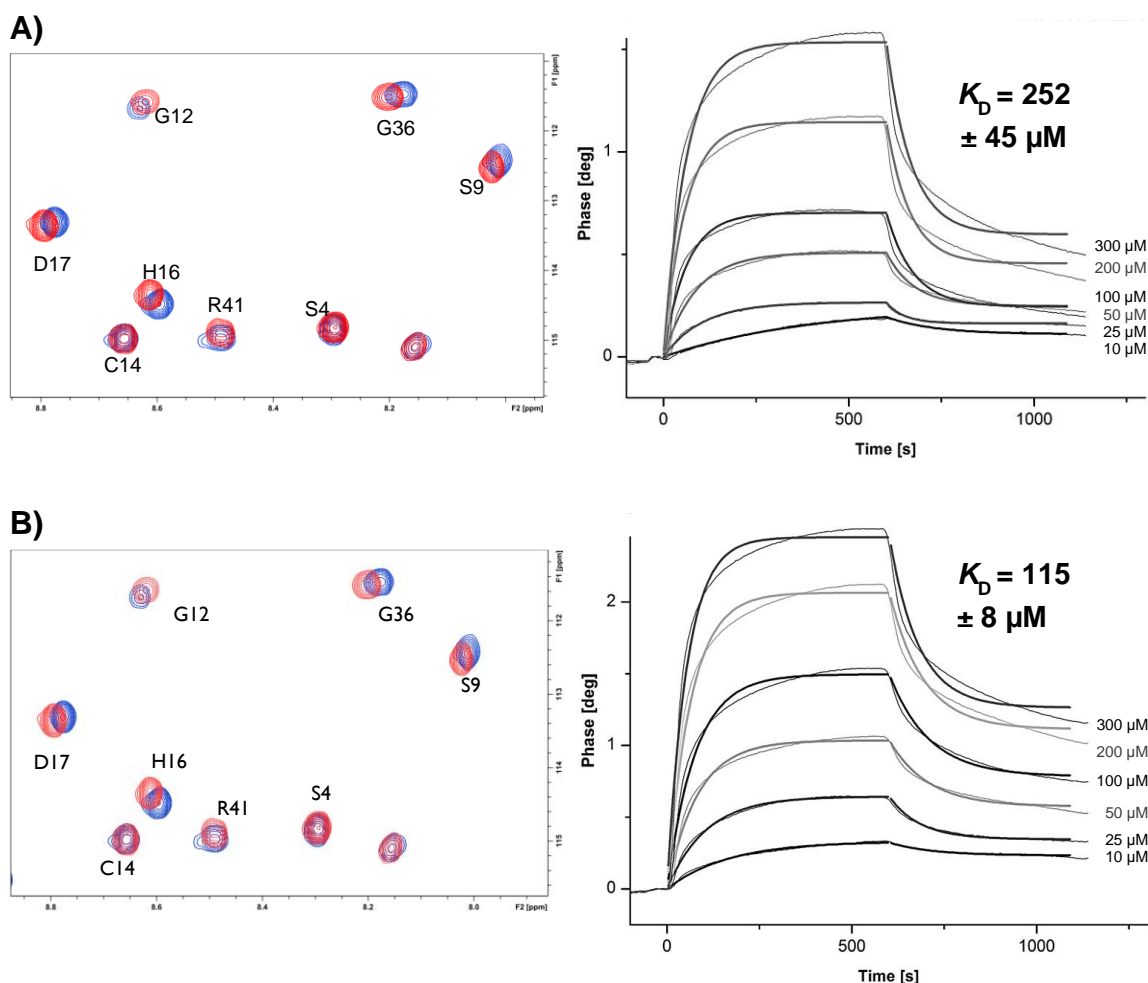 A)
G12
G36
S9
D17
H16
R41
S4
C14
8.8
8.6
8.4
8.2
F2 [ppm]
F1 [ppm]
112
113
114
115
K_D = 252
± 45 µM
Phase [deg]
1
0
300 µM
200 µM
100 µM
50 µM
25 µM
10 µM
0
500
1000
Time [s]
B)
G12
G36
S9
D17
H16
R41
S4
C14
8.8
8.6
8.4
8.2
8.0
F2 [ppm]
F1 [ppm]
112
113
114
115
K_D = 115
± 8 µM
Phase [deg]
2
1
0
300 µM
200 µM
100 µM
50 µM
25 µM
10 µM
0
500
1000
Time [s]